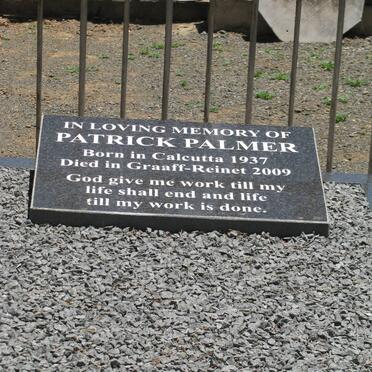 IN LOVING MEMORY OF
PATRICK PALMER
Born in Calcutta 1937
Died in Graaff-Reinet 2009
God give me work till my
life shall end and life
till my work is done.